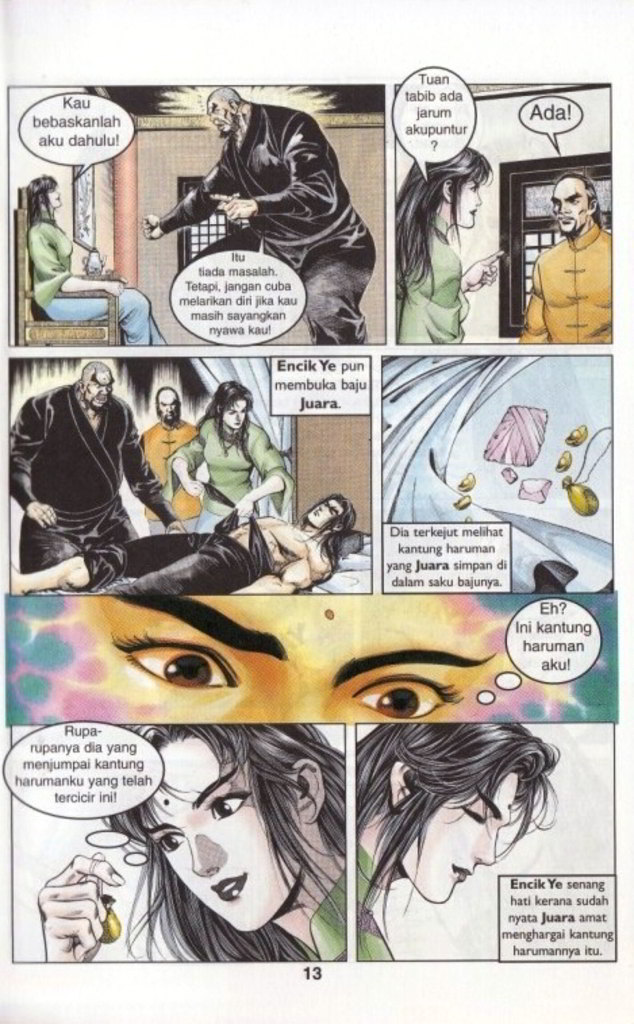 Kau
bebaskanlah
aku dahulu!
Itu
tiada masalah.
Tetapi, jangan cuba
melarikan diri jika kau
masih sayangkan
nyawa kau!
Tuan
tabib ada
jarum
akupuntur
?
Ada!
Encik Ye pun
membuka baju
Juara.
Dia terkejut melihat
kantung haruman
yang Juara simpan di
dalam saku bajunya.
Eh?
Ini kantung
haruman
aku!
Rupa-
rupanya dia yang
menjumpai kantung
harumanku yang telah
tercicir ini!
Encik Ye senang
hati kerana sudah
nyata Juara amat
menghargai kantung
harumannya itu.
13